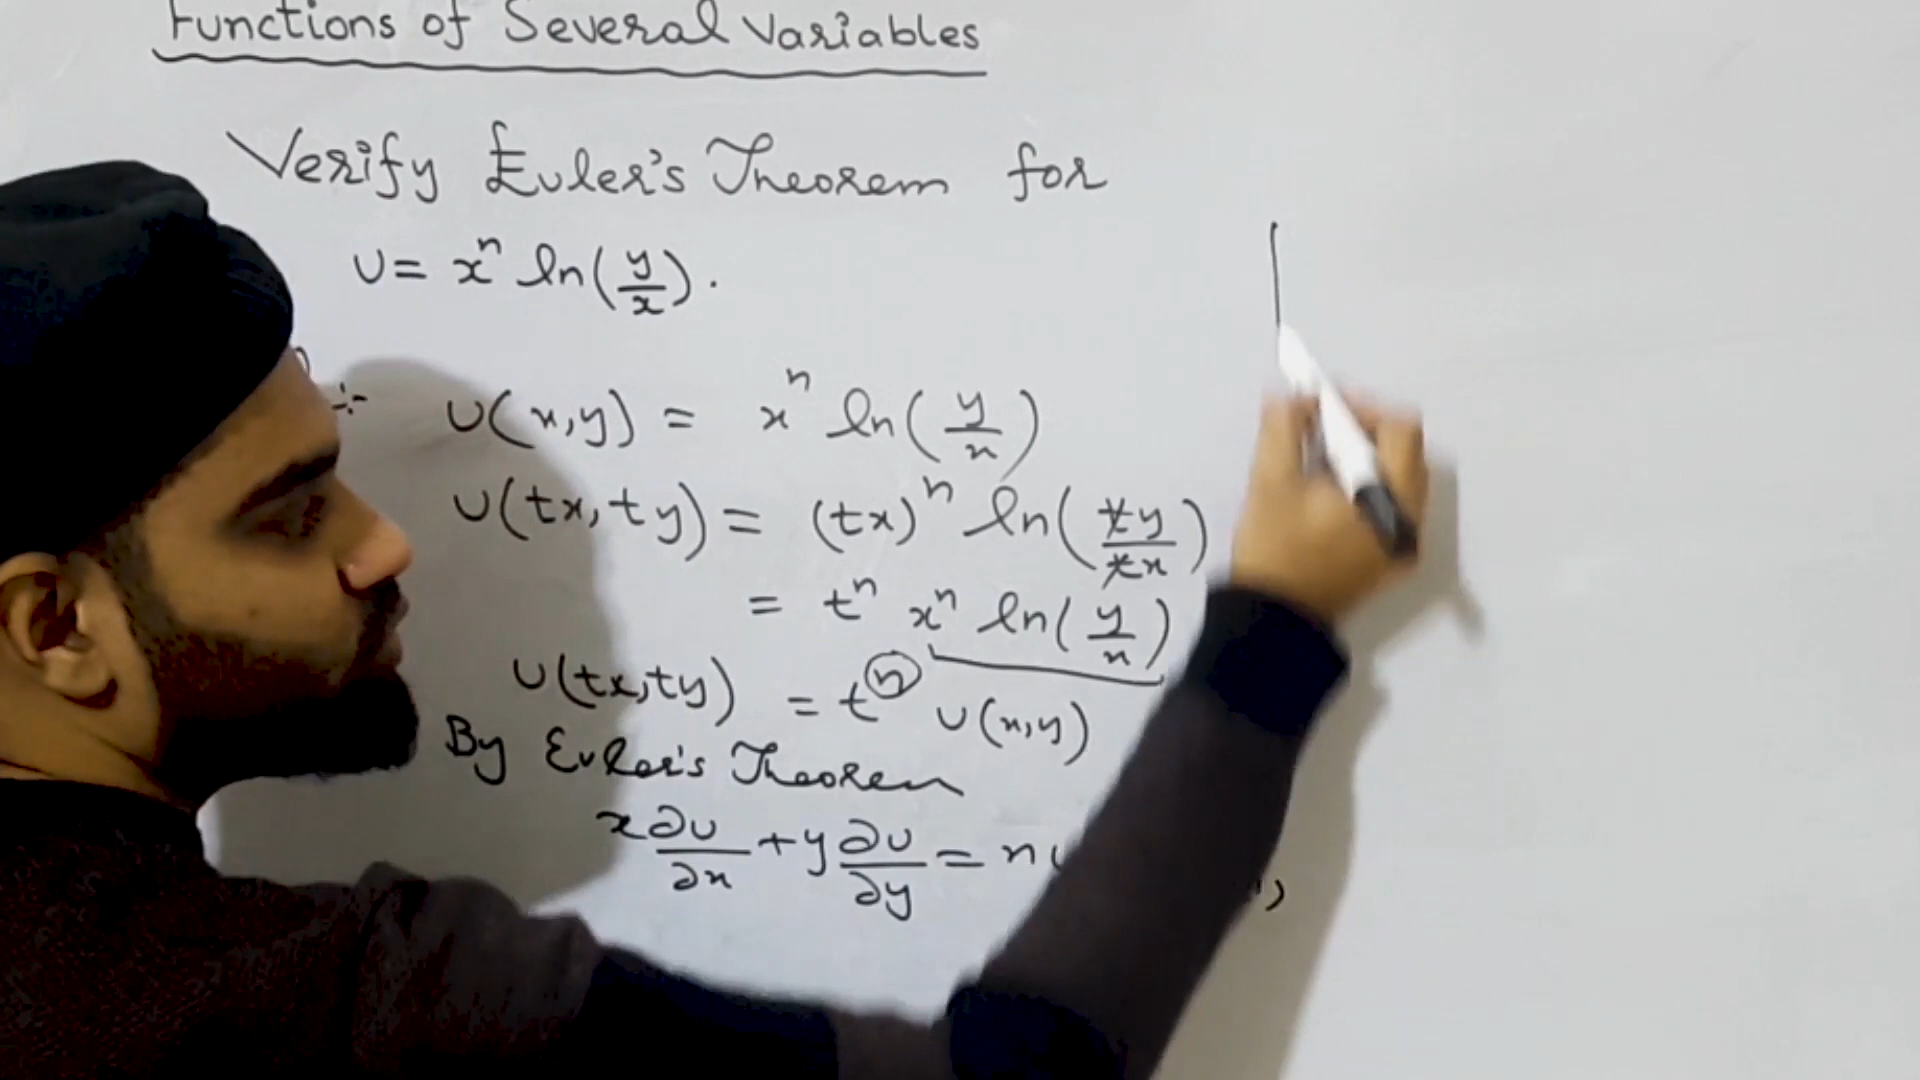 Functions of Several Variables
Verify Euler's Theorem for
U = x^n ln(y/x).
:- U(x,y) = x^n ln(y/x)
U(tx,ty) = (tx)^n ln(ty/tx)
= t^n x^n ln(y/x)
U(tx,ty) = t^n U(x,y)
By Euler's Theorem
x ∂U/∂x + y ∂U/∂y = n